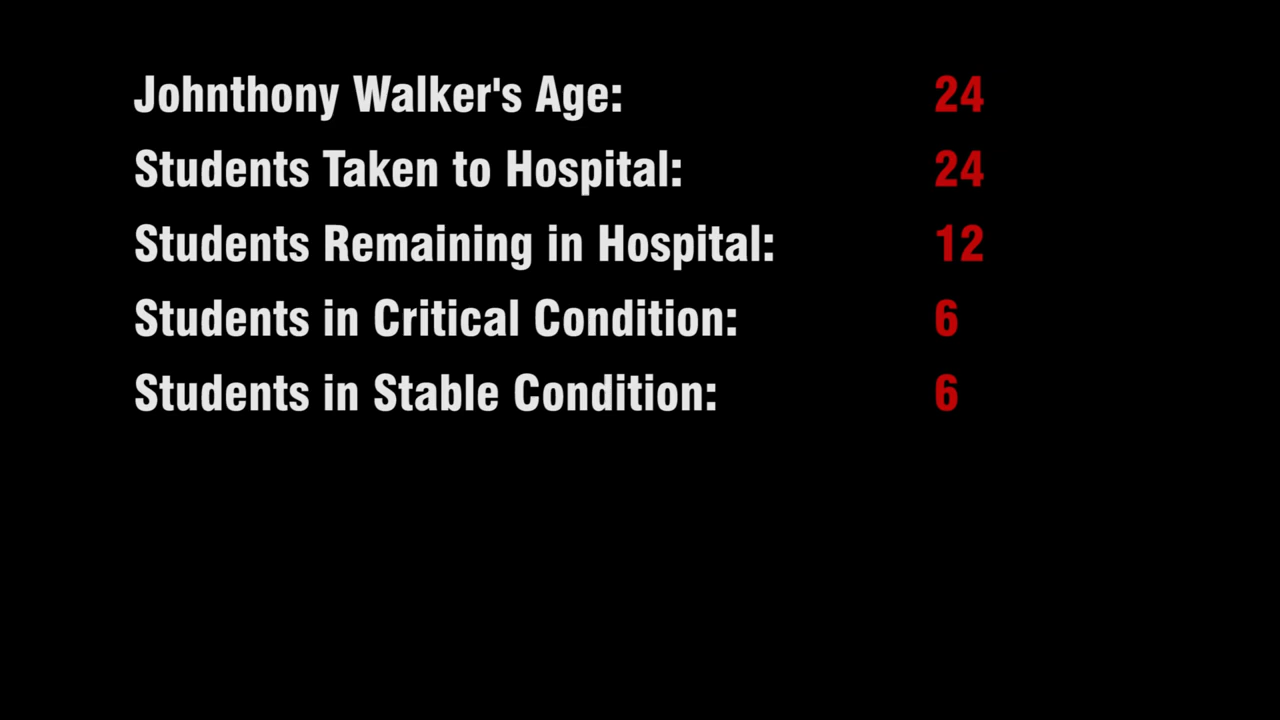 Johnthony Walker's Age: 24
Students Taken to Hospital: 24
Students Remaining in Hospital: 12
Students in Critical Condition: 6
Students in Stable Condition: 6